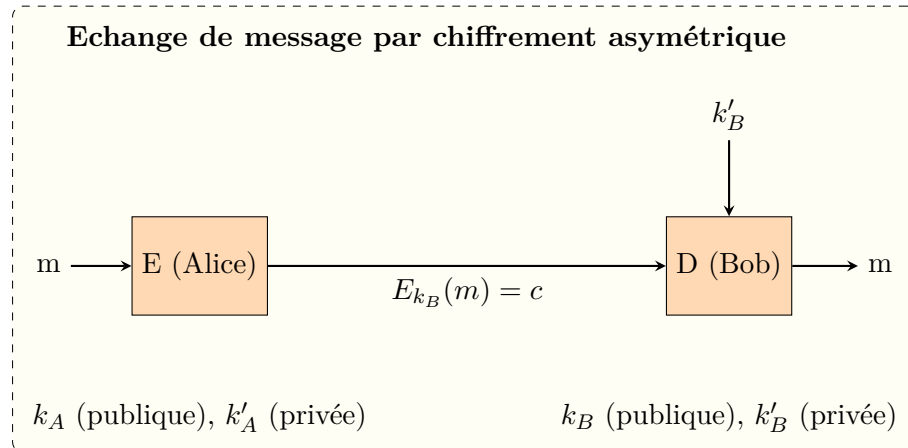 Echange de message par chiffrement asymétrique
k′_B
m
E (Alice)
D (Bob)
m
E_{k_B}(m) = c
k_A (publique), k′_A (privée)
k_B (publique), k′_B (privée)